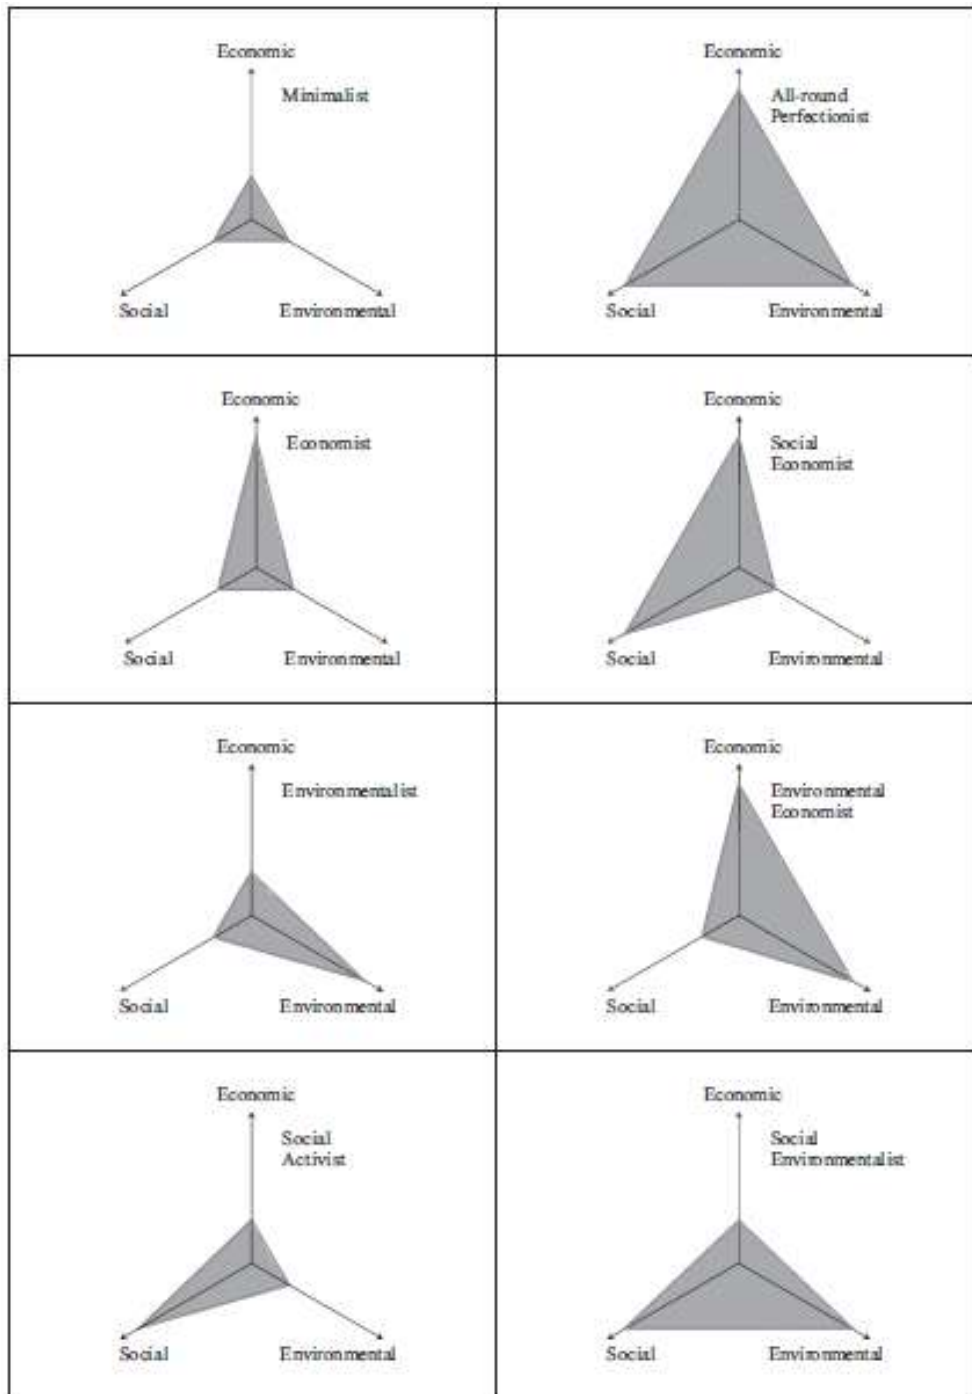 Economic
Minimalist
Social
Environmental
Economic
All-round
Perfectionist
Social
Environmental
Economic
Economist
Social
Environmental
Economic
Social
Economist
Social
Environmental
Economic
Environmentalist
Social
Environmental
Economic
Environmental
Economist
Social
Environmental
Economic
Social
Activist
Social
Environmental
Economic
Social
Environmentalist
Social
Environmental